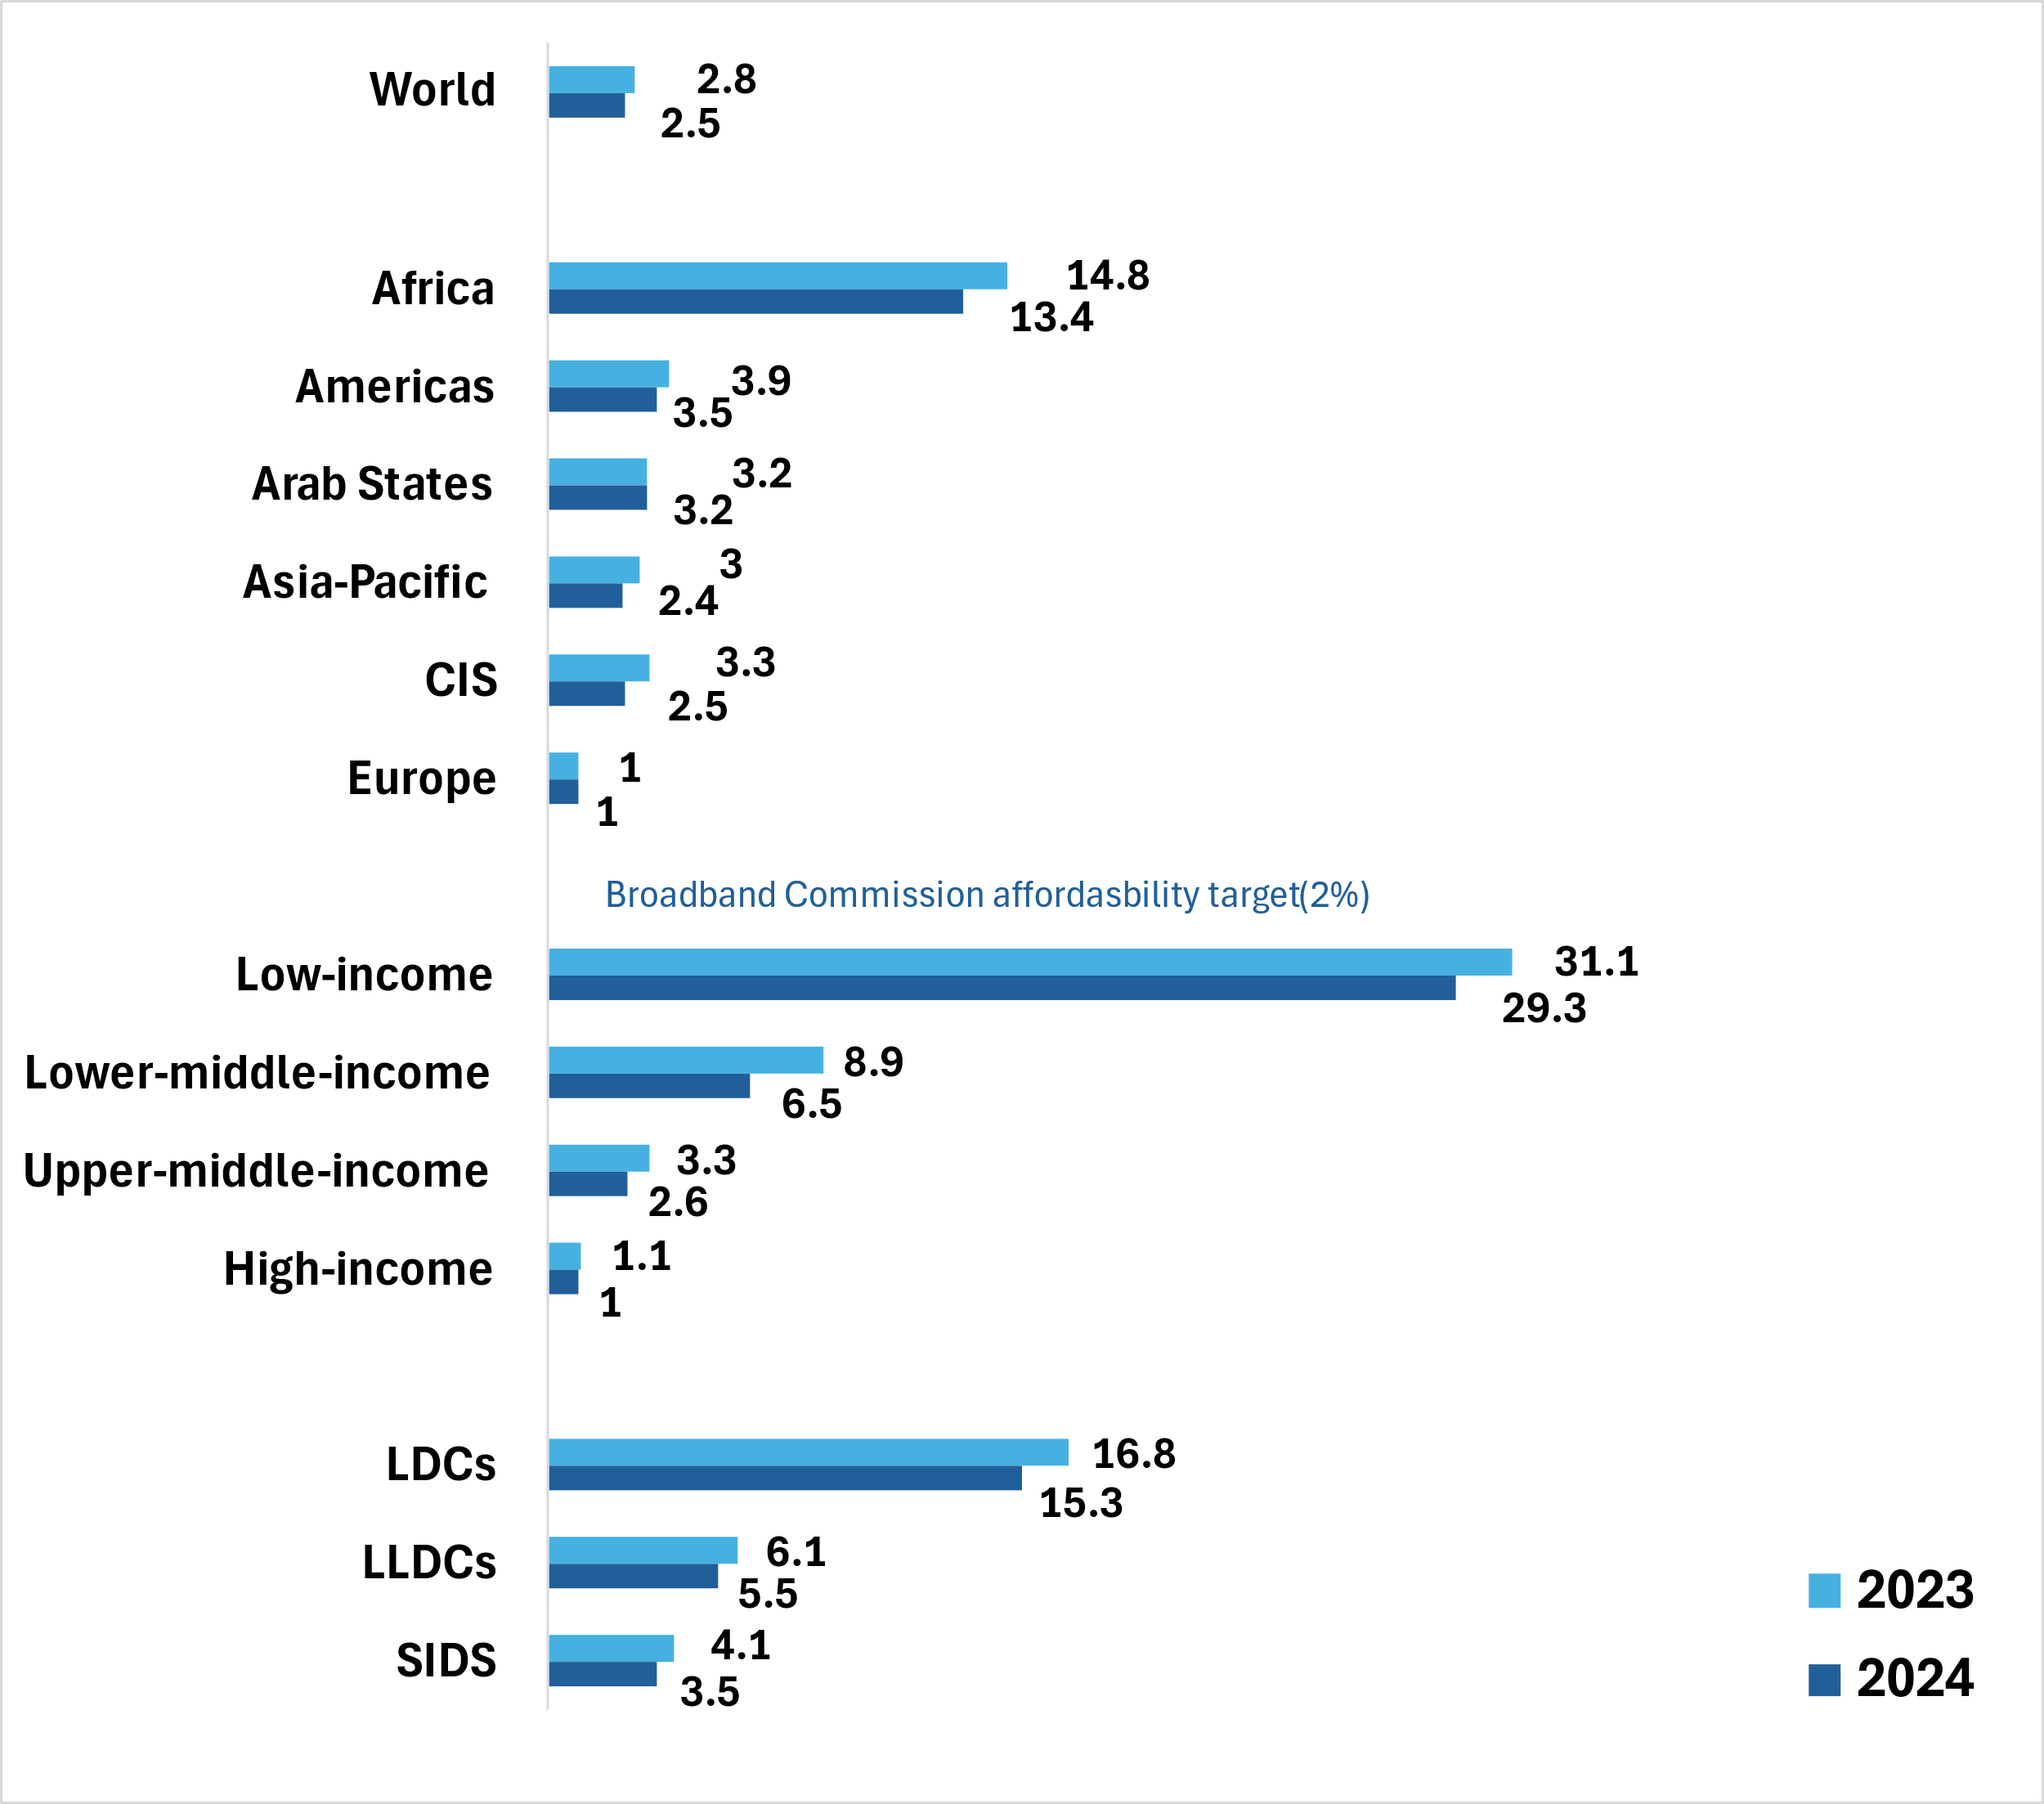 World
2.8
2.5
Africa
14.8
13.4
Americas
3.9
3.5
Arab States
3.2
3.2
Asia-Pacific
3
2.4
CIS
3.3
2.5
Europe
1
1
Broadband Commission affordasbility target(2%)
Low-income
31.1
29.3
Lower-middle-income
8.9
6.5
Upper-middle-income
3.3
2.6
High-income
1.1
1
LDCs
16.8
15.3
LLDCs
6.1
5.5
SIDS
4.1
3.5
2023
2024